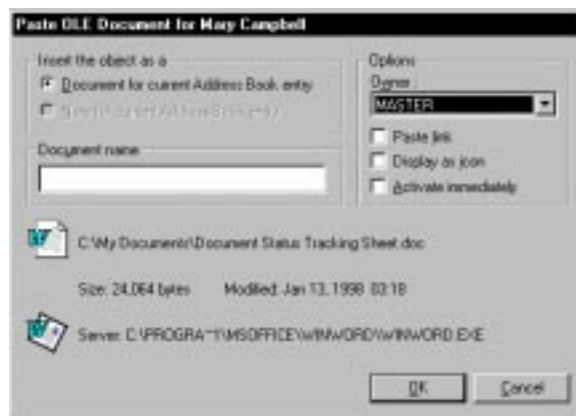 Paste OLE Document for Mary Campbell
Insert the object as a
Document for current Address Book entry
Document name
Options
Owner :
MASTER
Paste link
Display as icon
Activate immediately
C:\My Documents\Document Status Tracking Sheet.doc
Size: 24,064 bytes
Modified: Jan 13, 1998 03:18
Server: C:\PROGRA~1\MSOFFICE\WINWORD\WINWORD.EXE
OK
Cancel